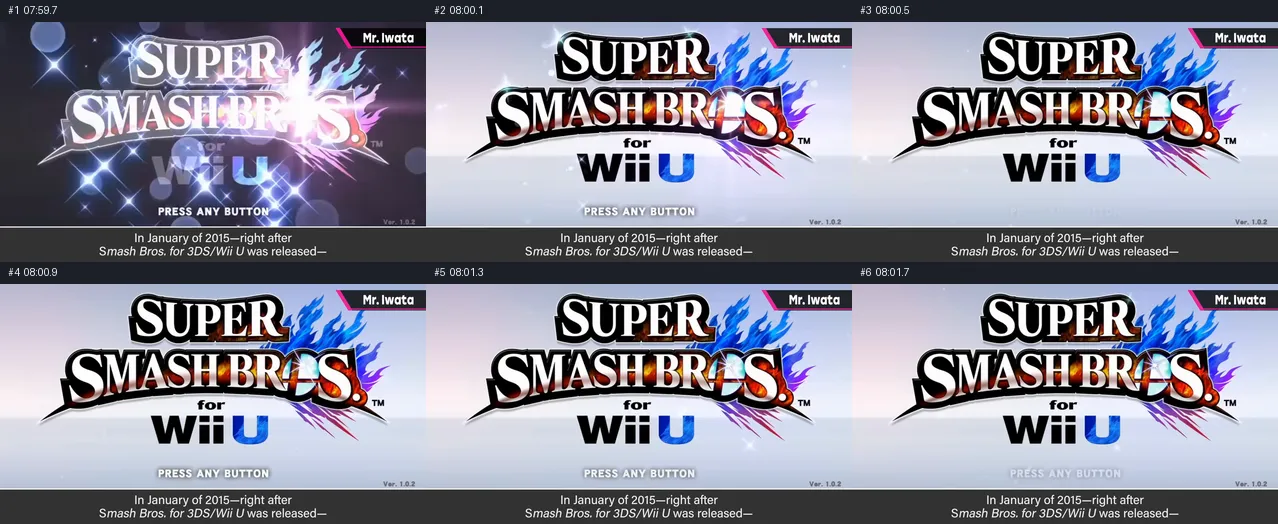 #1 07:59.7
Mr. Iwata
SUPER
SMASH BROS.
TM
for
Wii U
PRESS ANY BUTTON
Ver. 1.0.2
In January of 2015—right after
Smash Bros. for 3DS/Wii U was released—
#2 08:00.1
Mr. Iwata
SUPER
SMASH BROS.
TM
for
Wii U
PRESS ANY BUTTON
Ver. 1.0.2
In January of 2015—right after
Smash Bros. for 3DS/Wii U was released—
#3 08:00.5
Mr. Iwata
SUPER
SMASH BROS.
TM
for
Wii U
Ver. 1.0.2
In January of 2015—right after
Smash Bros. for 3DS/Wii U was released—
#4 08:00.9
Mr. Iwata
SUPER
SMASH BROS.
TM
for
Wii U
PRESS ANY BUTTON
Ver. 1.0.2
In January of 2015—right after
Smash Bros. for 3DS/Wii U was released—
#5 08:01.3
Mr. Iwata
SUPER
SMASH BROS.
TM
for
Wii U
PRESS ANY BUTTON
Ver. 1.0.2
In January of 2015—right after
Smash Bros. for 3DS/Wii U was released—
#6 08:01.7
Mr. Iwata
SUPER
SMASH BROS.
TM
for
Wii U
PRESS ANY BUTTON
Ver. 1.0.2
In January of 2015—right after
Smash Bros. for 3DS/Wii U was released—